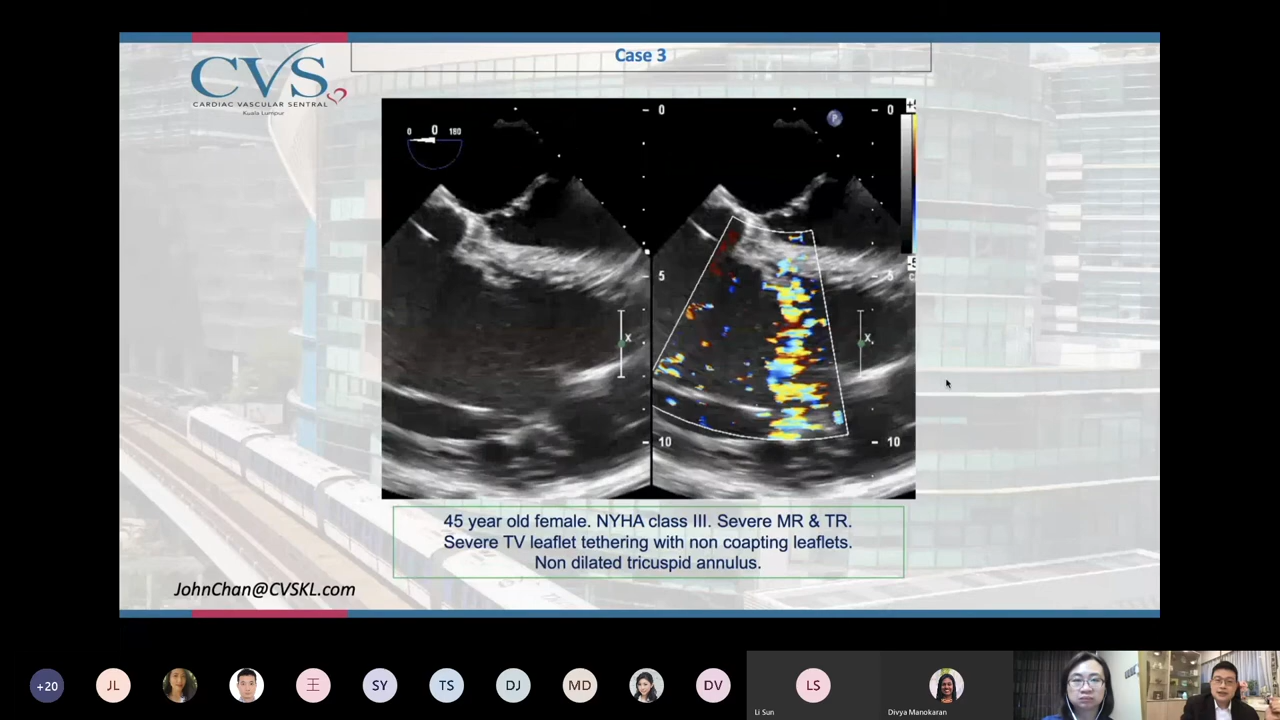 Case 3
CVS
CARDIAC VASCULAR SENTRAL
Kuala Lumpur
0 0 180
0
0
P
5
5
X
X
10
10
45 year old female. NYHA class III. Severe MR & TR.
Severe TV leaflet tethering with non coapting leaflets.
Non dilated tricuspid annulus.
JohnChan@CVSKL.com
+20
JL
王
SY
TS
DJ
MD
DV
LS
Li Sun
Divya Manokaran